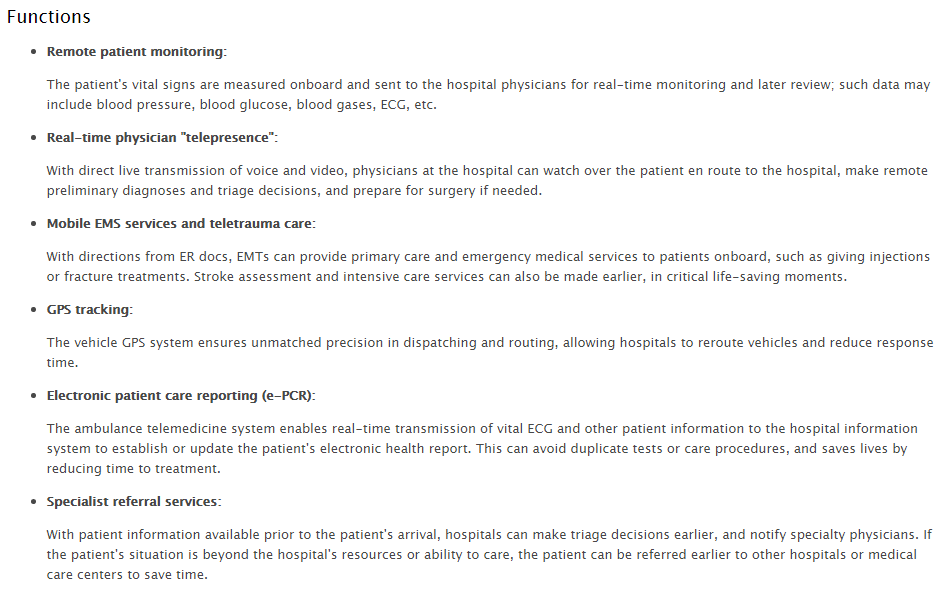 Functions
• Remote patient monitoring:
The patient's vital signs are measured onboard and sent to the hospital physicians for real-time monitoring and later review; such data may
include blood pressure, blood glucose, blood gases, ECG, etc.
• Real-time physician "telepresence":
With direct live transmission of voice and video, physicians at the hospital can watch over the patient en route to the hospital, make remote
preliminary diagnoses and triage decisions, and prepare for surgery if needed.
• Mobile EMS services and teletrauma care:
With directions from ER docs, EMTs can provide primary care and emergency medical services to patients onboard, such as giving injections
or fracture treatments. Stroke assessment and intensive care services can also be made earlier, in critical life-saving moments.
• GPS tracking:
The vehicle GPS system ensures unmatched precision in dispatching and routing, allowing hospitals to reroute vehicles and reduce response
time.
• Electronic patient care reporting (e-PCR):
The ambulance telemedicine system enables real-time transmission of vital ECG and other patient information to the hospital information
system to establish or update the patient's electronic health report. This can avoid duplicate tests or care procedures, and saves lives by
reducing time to treatment.
• Specialist referral services:
With patient information available prior to the patient's arrival, hospitals can make triage decisions earlier, and notify specialty physicians. If
the patient's situation is beyond the hospital's resources or ability to care, the patient can be referred earlier to other hospitals or medical
care centers to save time.